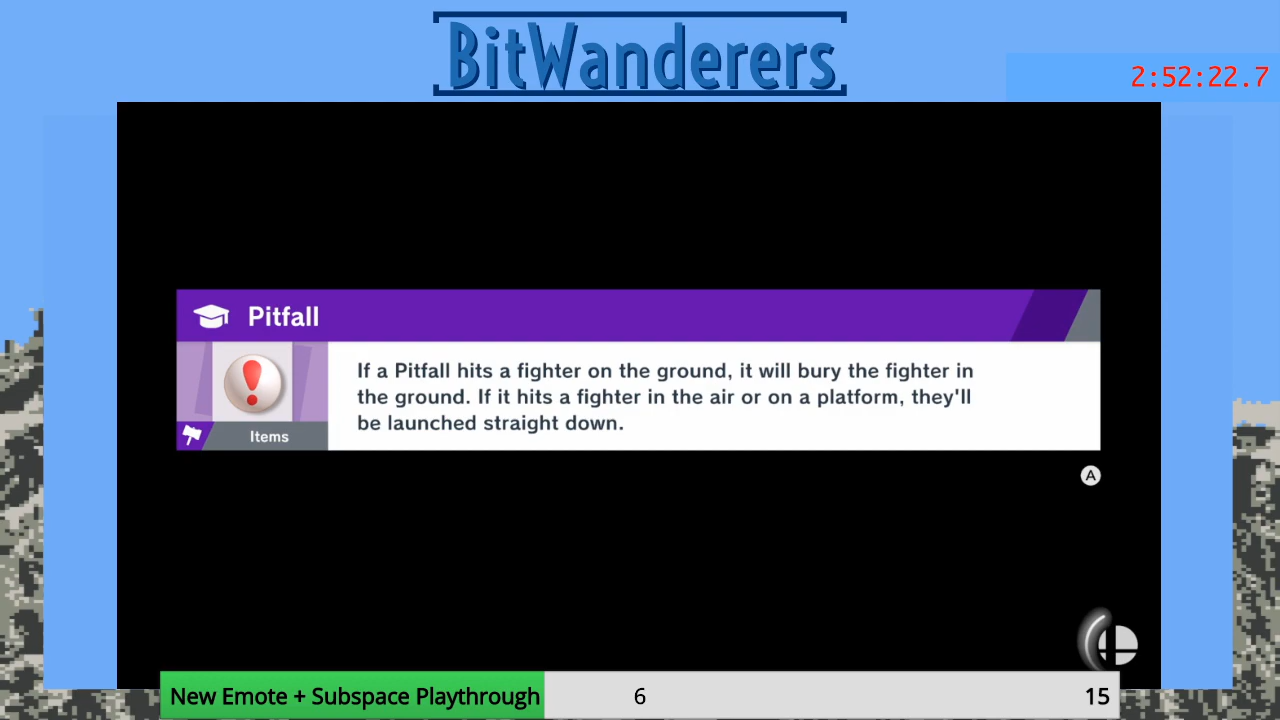 BitWanderers
2:52:22.7
Pitfall
If a Pitfall hits a fighter on the ground, it will bury the fighter in
the ground. If it hits a fighter in the air or on a platform, they'll
be launched straight down.
Items
A
New Emote + Subspace Playthrough 6 15